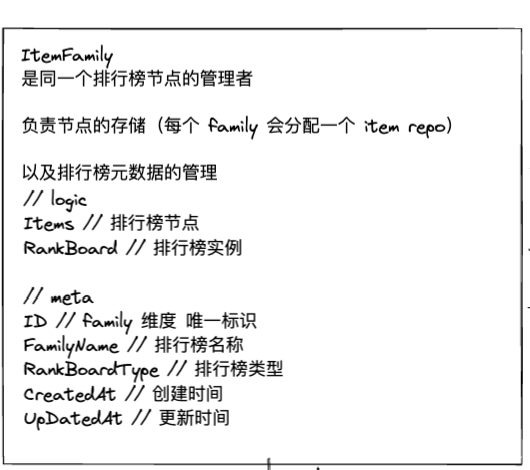 ItemFamily
是同一个排行榜节点的管理者
负责节点的存储（每个 family 会分配一个 item repo）
以及排行榜元数据的管理
// logic
Items // 排行榜节点
RankBoard // 排行榜实例
// meta
ID // family 维度 唯一标识
FamilyName // 排行榜名称
RankBoardType // 排行榜类型
CreatedAt // 创建时间
UpDatedAt // 更新时间